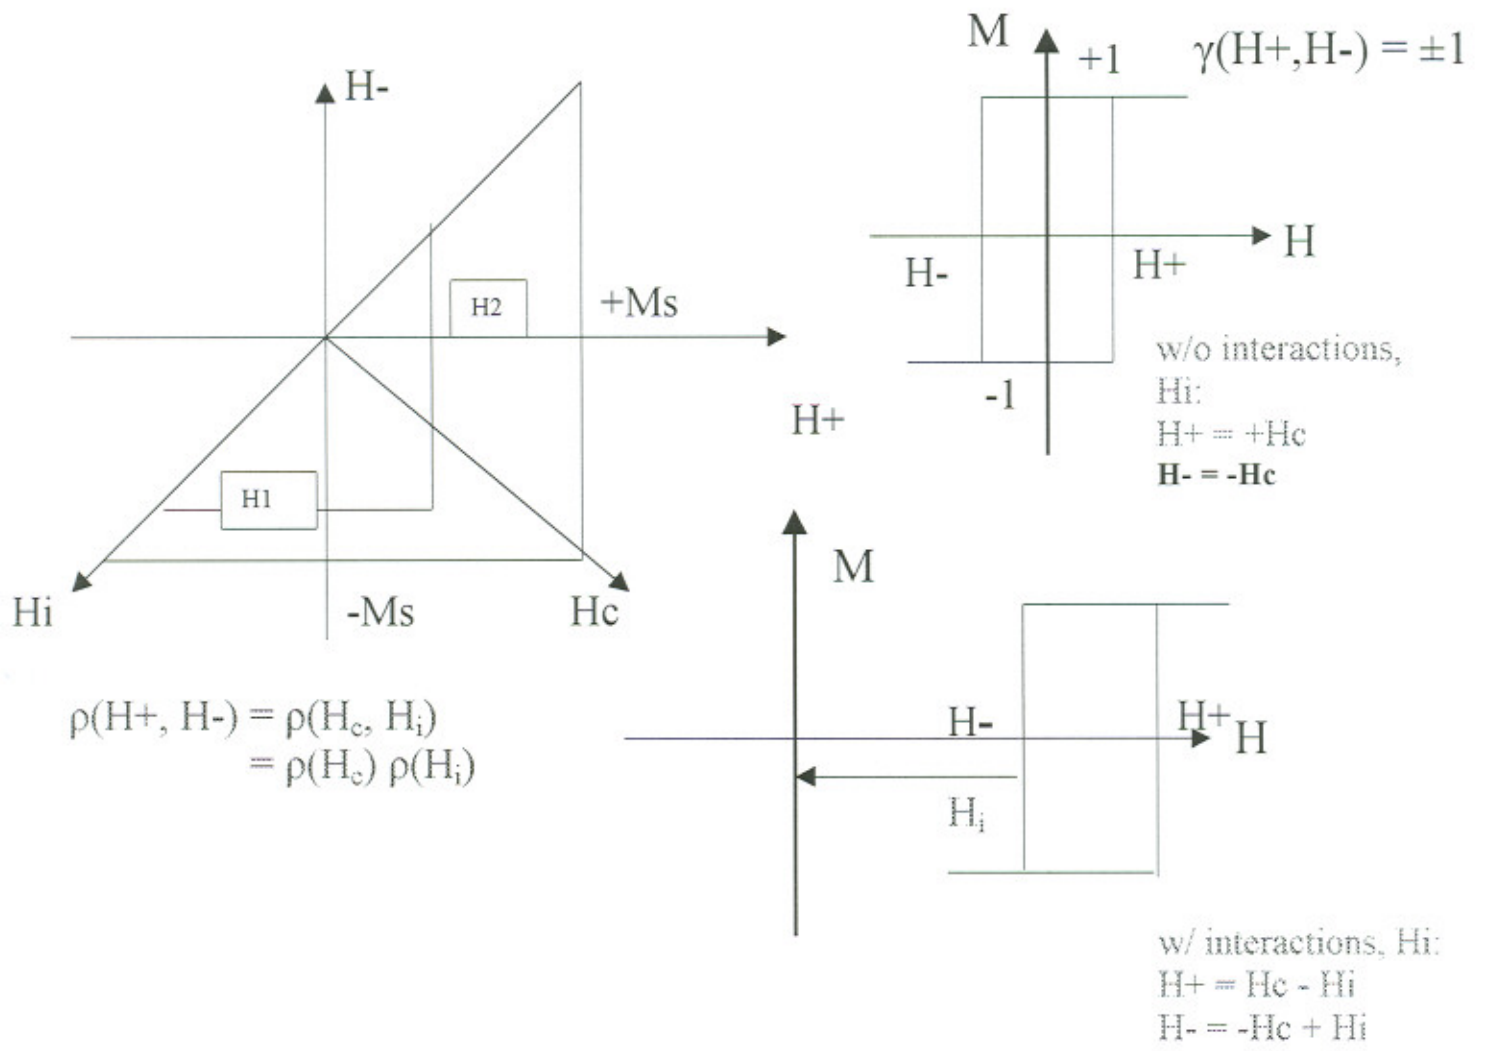 H-
H2
+Ms
H+
H1
Hi
-Ms
Hc
ρ(H+, H-) = ρ(Hc, Hi)
= ρ(Hc) ρ(Hi)
M
+1
γ(H+,H-) = ±1
H
H-
H+
-1
w/o interactions,
Hi:
H+ = +Hc
H- = -Hc
M
H-
H+
H
Hi
w/ interactions, Hi:
H+ = Hc - Hi
H- = -Hc + Hi